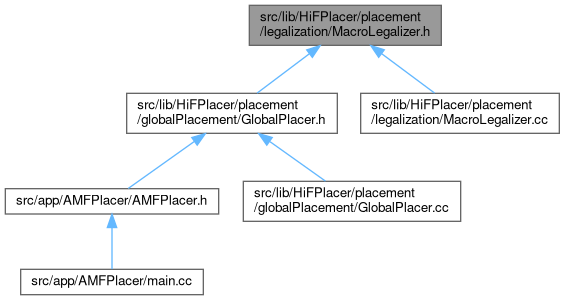 src/lib/HiFPlacer/placement
/legalization/MacroLegalizer.h
src/lib/HiFPlacer/placement
/globalPlacement/GlobalPlacer.h
src/lib/HiFPlacer/placement
/legalization/MacroLegalizer.cc
src/app/AMFPlacer/AMFPlacer.h
src/lib/HiFPlacer/placement
/globalPlacement/GlobalPlacer.cc
src/app/AMFPlacer/main.cc